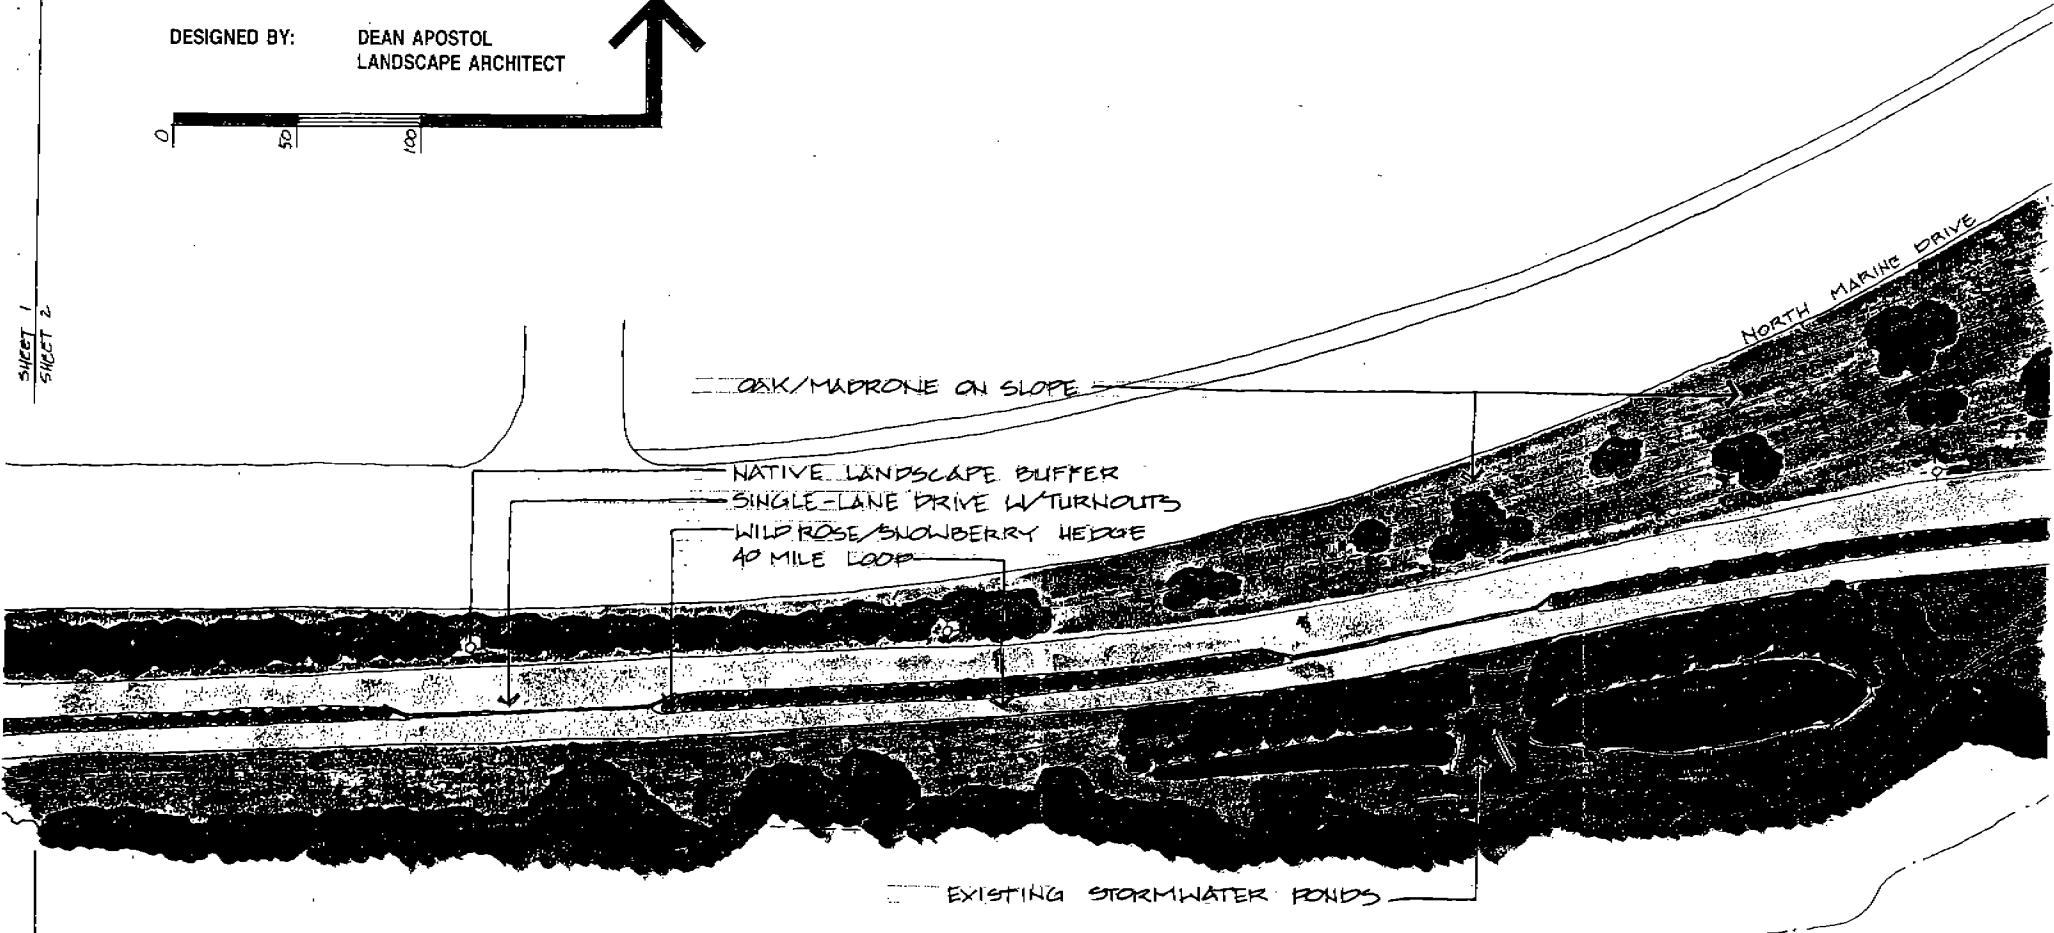 DESIGNED BY: DEAN APOSTOL
LANDSCAPE ARCHITECT
0 50 100
SHEET 1
SHEET 2
NORTH MARINE DRIVE
OAK/MADRONE ON SLOPE
NATIVE LANDSCAPE BUFFER
SINGLE-LANE DRIVE W/TURNOUTS
WILD ROSE/SNOWBERRY HEDGE
40 MILE LOOP
EXISTING STORMWATER PONDS